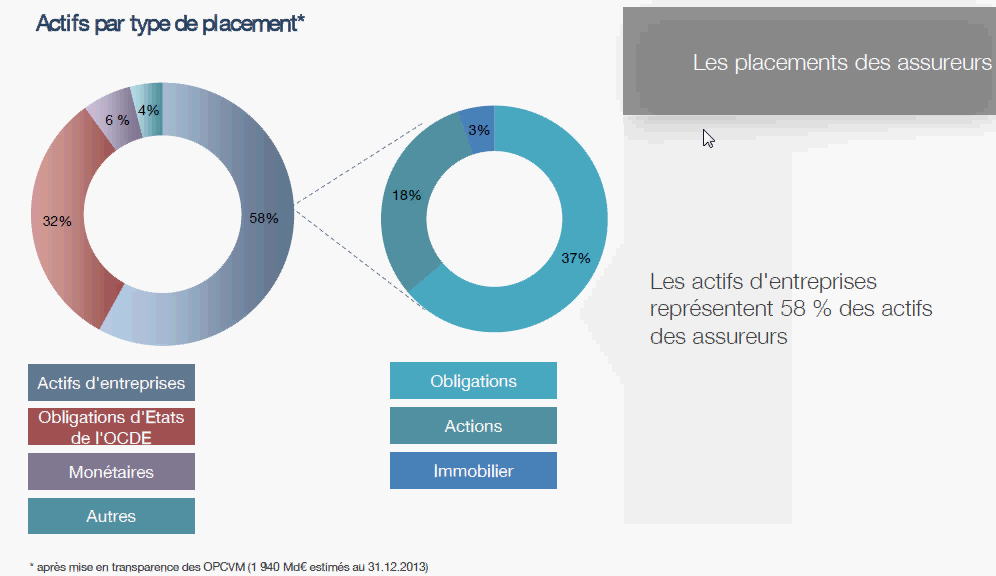 Actifs par type de placement*
Les placements des assureurs
4%
6 %
32%
58%
3%
18%
37%
Les actifs d'entreprises
représentent 58 % des actifs
des assureurs
Actifs d'entreprises
Obligations d'Etats
de l'OCDE
Monétaires
Autres
Obligations
Actions
Immobilier
* après mise en transparence des OPCVM (1 940 Md€ estimés au 31.12.2013)